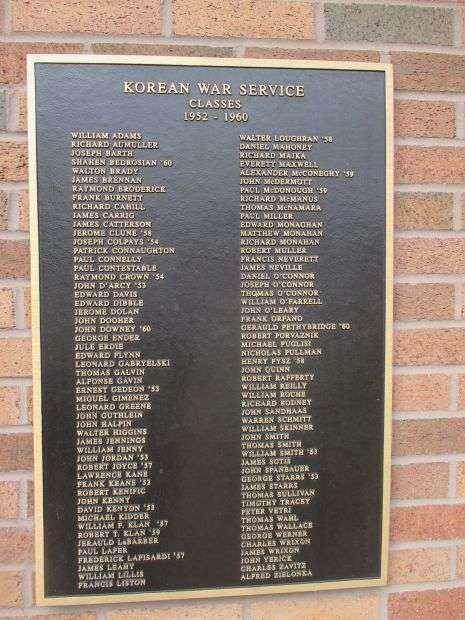 KOREAN WAR SERVICE
CLASSES
1952 - 1960
WILLIAM ADAMS
RICHARD AUMULLER
JOSEPH BARTH
SHAHEN BEDROSIAN '60
WALTON BRADY
JAMES BRENNAN
RAYMOND BRODERICK
FRANK BURNETT
RICHARD CAHILL
JAMES CARRIG
JAMES CATTERSON
JEROME CLUNE '58
JOSEPH COLPAYS '54
PATRICK CONNAUGHTON
PAUL CONNELLY
PAUL CONTESTABLE
RAYMOND CROWN '54
JOHN D'ARCY '53
EDWARD DAVIS
EDWARD DIBBLE
JEROME DOLAN
JOHN DOOHER
JOHN DOWNEY '60
GEORGE ENDER
JULE ERDIE
EDWARD FLYNN
LEONARD GABRYELSKI
THOMAS GALVIN
ALFONSE GAVIN
ERNEST GEDEON '53
MIGUEL GIMENEZ
LEONARD GREENE
JOHN GUTHLEIN
JOHN HALPIN
WALTER HIGGINS
JAMES JENNINGS
WILLIAM JENNY
JOHN JORDAN '53
ROBERT JOYCE '57
LAWRENCE KANE
FRANK KEANE '52
ROBERT KENIFIC
JOHN KENNY
DAVID KENYON '53
MICHAEL KIDDER
WILLIAM F. KLAN '57
ROBERT T. KLAN '59
JERAULD LaBARBER
PAUL LAPER
FREDERICK LAPISARDI '57
JAMES LEAHY
WILLIAM LILLIS
FRANCIS LISTON
WALTER LOUGHRAN '58
DANIEL MAHONEY
RICHARD MAJKA
EVERETT MAXWELL
ALEXANDER McCONEGHY '59
JOHN McDERMOTT
PAUL McDONOUGH '59
RICHARD McMANUS
THOMAS McNAMARA
PAUL MILLER
EDWARD MONAGHAN
MATTHEW MONAHAN
RICHARD MONAHAN
ROBERT MULLER
FRANCIS NEVERETT
JAMES NEVILLE
DANIEL O'CONNOR
JOSEPH O'CONNOR
THOMAS O'CONNOR
WILLIAM O'FARRELL
JOHN O'LEARY
FRANK ORFANO
GERAULD PETHYBRIDGE '60
ROBERT PORVAZNIK
MICHAEL PUGLISI
NICHOLAS PULLMAN
HENRY PYSZ '58
JOHN QUINN
ROBERT RAFFERTY
WILLIAM REILLY
WILLIAM ROCHE
RICHARD RODNEY
JOHN SANDHAAS
WARREN SCHMITT
WILLIAM SKINNER
JOHN SMITH
THOMAS SMITH
WILLIAM SMITH '53
JAMES SOTIS
JOHN SPANBAUER
GEORGE STARRS '53
JAMES STARRS
THOMAS SULLIVAN
TIMOTHY TRACEY
PETER VETRI
THOMAS WAHL
THOMAS WALLACE
GEORGE WERNER
CHARLES WRIXON
JAMES WRIXON
JOHN YERICK
CHARLES ZAVITZ
ALFRED ZIELONKA